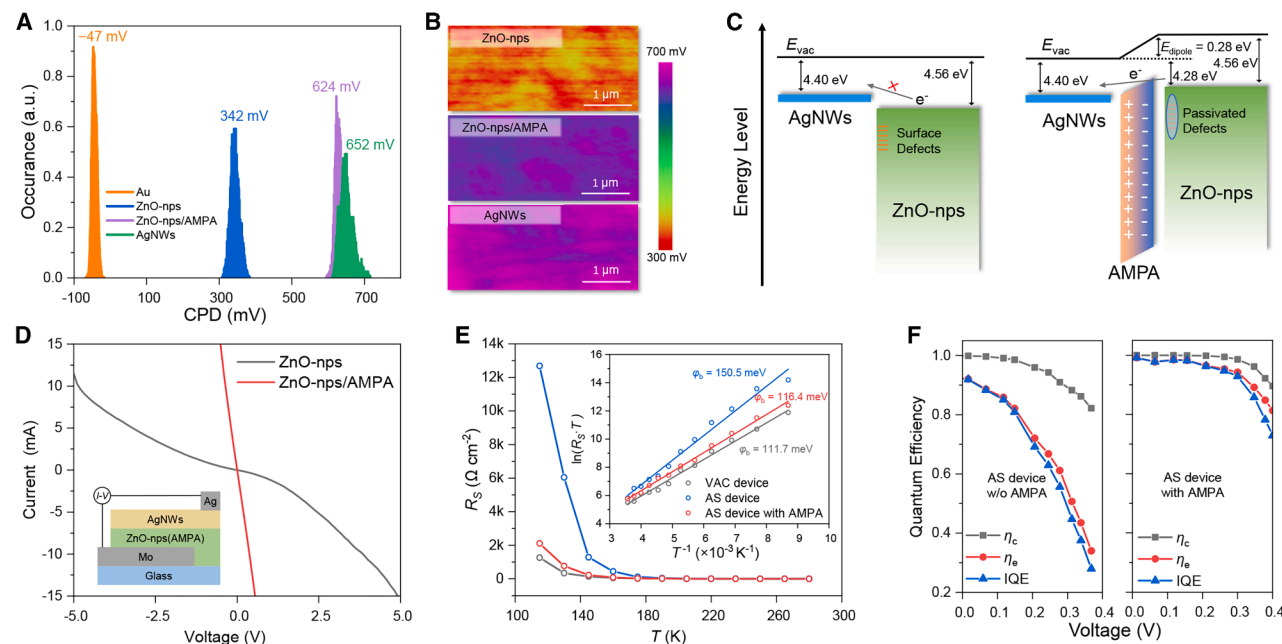 A
1.0
0.8
0.6
0.4
0.2
0.0
Occurance (a.u.)
−47 mV
342 mV
624 mV
652 mV
Au
ZnO-nps
ZnO-nps/AMPA
AgNWs
-100
100
300
500
700
CPD (mV)
B
ZnO-nps
1 μm
ZnO-nps/AMPA
1 μm
AgNWs
1 μm
700 mV
300 mV
C
Energy Level
Evac
4.40 eV
4.56 eV
e-
AgNWs
Surface
Defects
ZnO-nps
Evac
Edipole = 0.28 eV
4.56 eV
4.40 eV
e-
4.28 eV
AgNWs
Passivated
Defects
ZnO-nps
AMPA
D
15
10
5
0
-5
-10
-15
Current (mA)
ZnO-nps
ZnO-nps/AMPA
I-V
Ag
AgNWs
ZnO-nps(AMPA)
Mo
Glass
-5.0
-2.5
0.0
2.5
5.0
Voltage (V)
E
14k
12k
10k
8k
6k
4k
2k
0
RS (Ω cm-2)
16
14
12
10
8
6
4
ln(RS·T)
φb = 150.5 meV
φb = 116.4 meV
φb = 111.7 meV
VAC device
AS device
AS device with AMPA
3
4
5
6
7
8
9
10
T-1 (×10-3 K-1)
100
140
180
220
260
300
T (K)
F
1.0
0.8
0.6
0.4
0.2
Quantum Efficiency
AS device
w/o AMPA
ηc
ηe
IQE
AS device
with AMPA
ηc
ηe
IQE
0.0
0.1
0.2
0.3
0.4
0.0
0.1
0.2
0.3
0.4
Voltage (V)